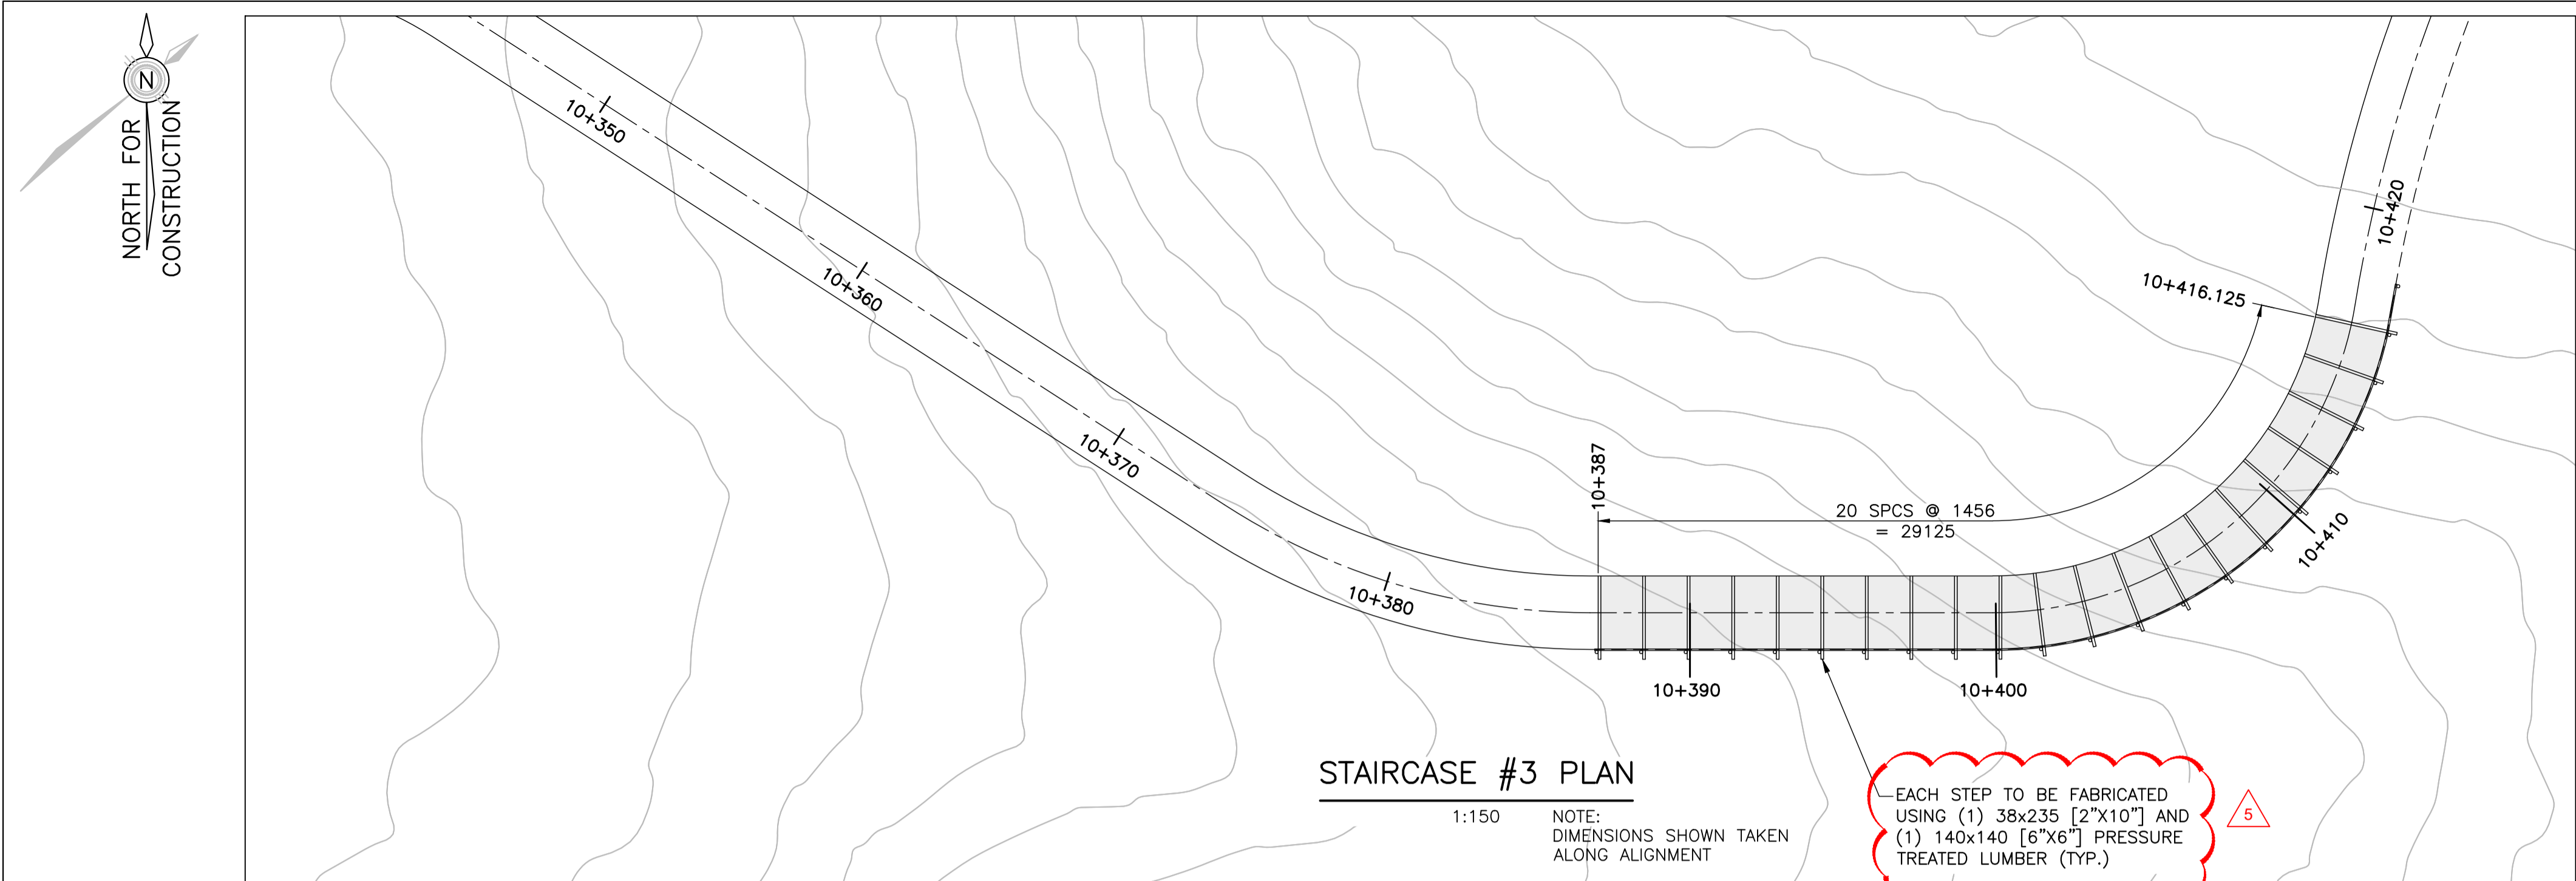 N
NORTH FOR
CONSTRUCTION
10+350
10+360
10+370
10+380
10+387
20 SPCS @ 1456
= 29125
10+416.125
10+420
10+410
10+390
10+400
STAIRCASE #3 PLAN
1:150
NOTE:
DIMENSIONS SHOWN TAKEN
ALONG ALIGNMENT
EACH STEP TO BE FABRICATED
USING (1) 38x235 [2"X10"] AND
(1) 140x140 [6"X6"] PRESSURE
TREATED LUMBER (TYP.)
5